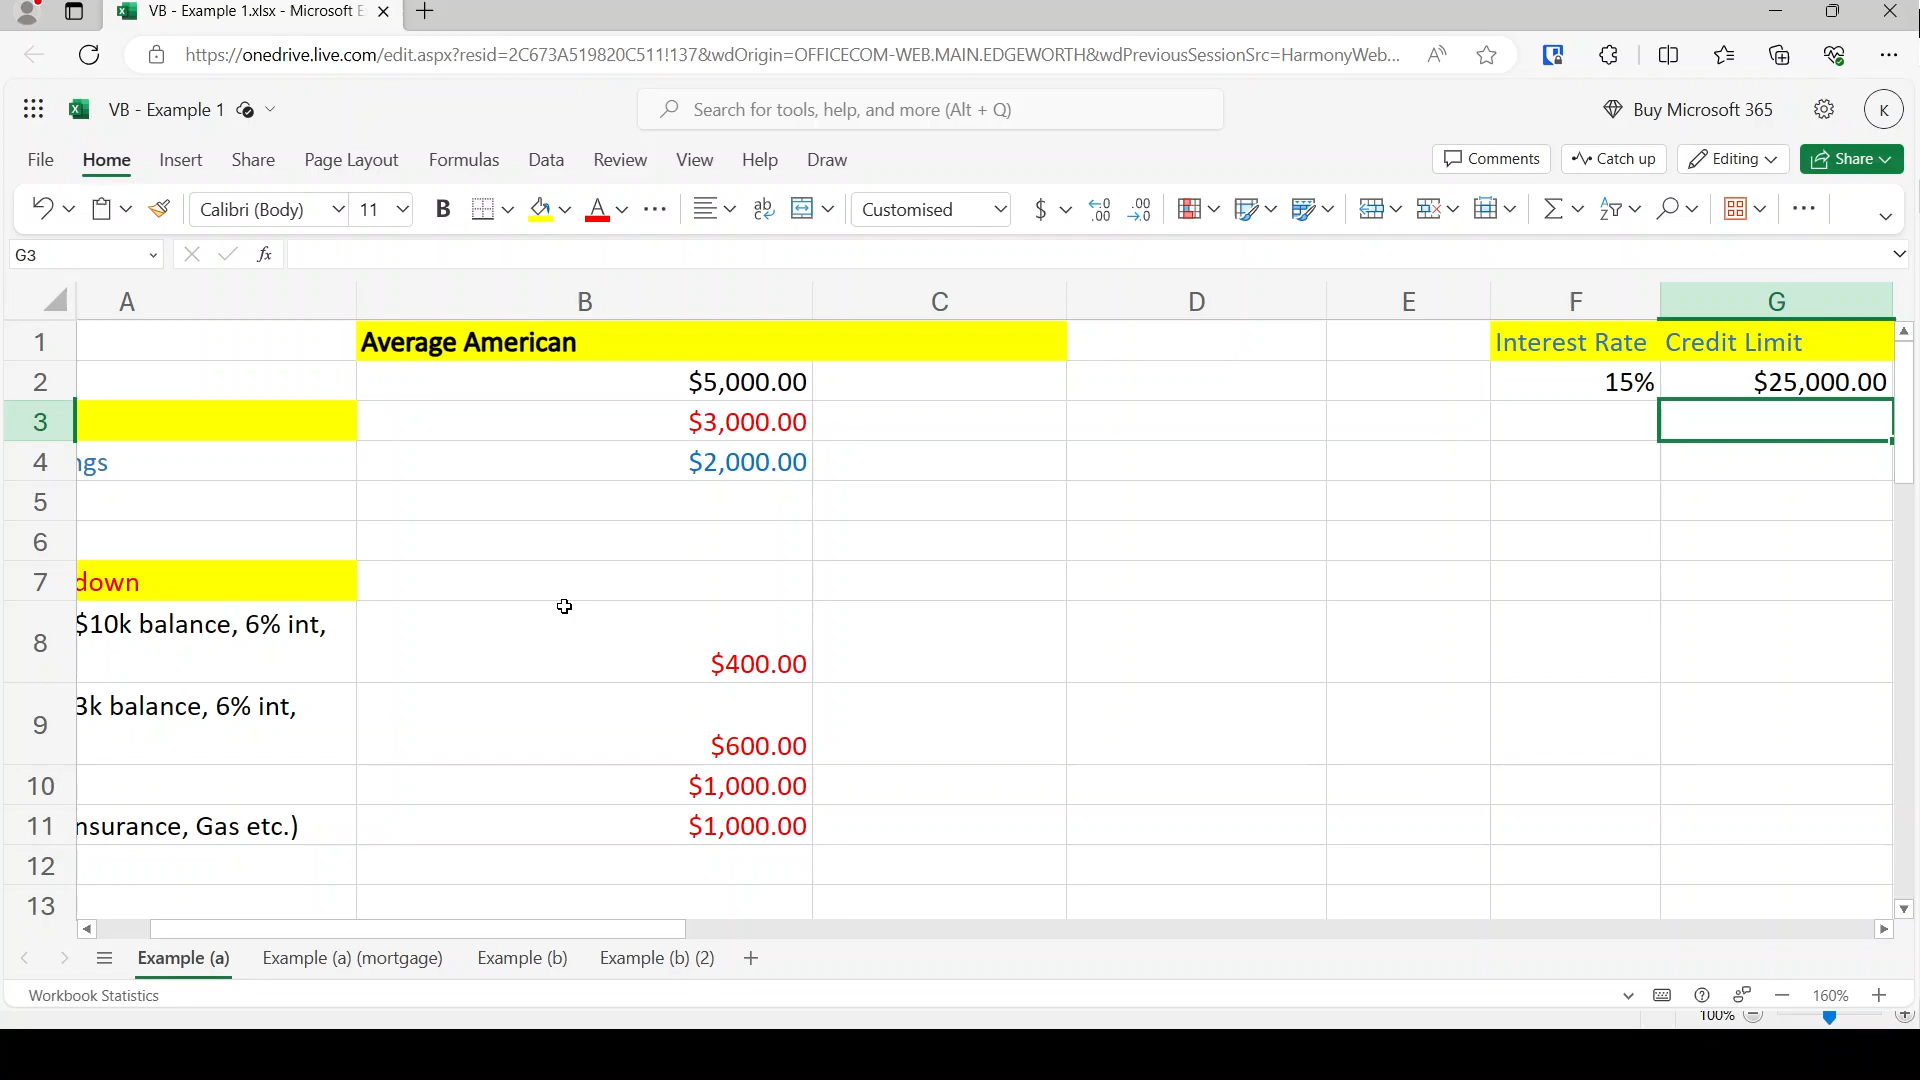 VB - Example 1.xlsx - Microsoft E
https://onedrive.live.com/edit.aspx?resid=2C673A519820C511!137&wdOrigin=OFFICECOM-WEB.MAIN.EDGEWORTH&wdPreviousSessionSrc=HarmonyWeb...
VB - Example 1
Search for tools, help, and more (Alt + Q)
Buy Microsoft 365
K
File Home Insert Share Page Layout Formulas Data Review View Help Draw
Comments Catch up Editing Share
Calibri (Body) 11 B A ab c Customised $ ←0 .00 .00 →0
G3 fx
A B C D E F G
1 Average American Interest Rate Credit Limit
2 $5,000.00 15% $25,000.00
3 $3,000.00
4 ngs $2,000.00
5
6
7 down
8 $10k balance, 6% int, $400.00
9 3k balance, 6% int, $600.00
10 $1,000.00
11 nsurance, Gas etc.) $1,000.00
12
13
Example (a) Example (a) (mortgage) Example (b) Example (b) (2)
Workbook Statistics 160%
100%